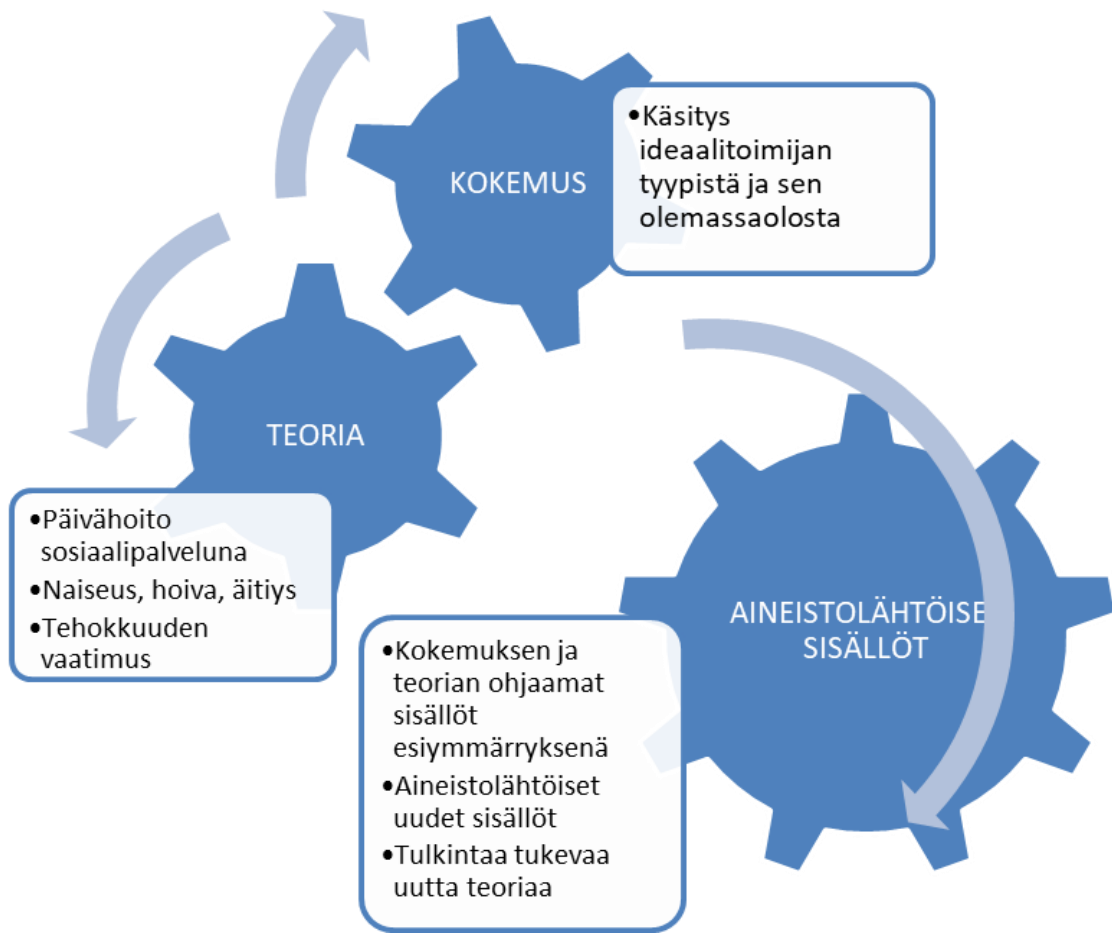 KOKEMUS
•Käsitys
ideaalitoimijan
tyypistä ja sen
olemassaolosta
TEORIA
•Päivähoito
sosiaalipalveluna
•Naiseus, hoiva, äitiys
•Tehokkuuden
vaatimus
AINEISTOLÄHTÖISE
SISÄLLÖT
•Kokemuksen ja
teorian ohjaamat
sisällöt
esiymmärryksenä
•Aineistolähtöiset
uudet sisällöt
•Tulkintaa tukevaa
uutta teoriaa